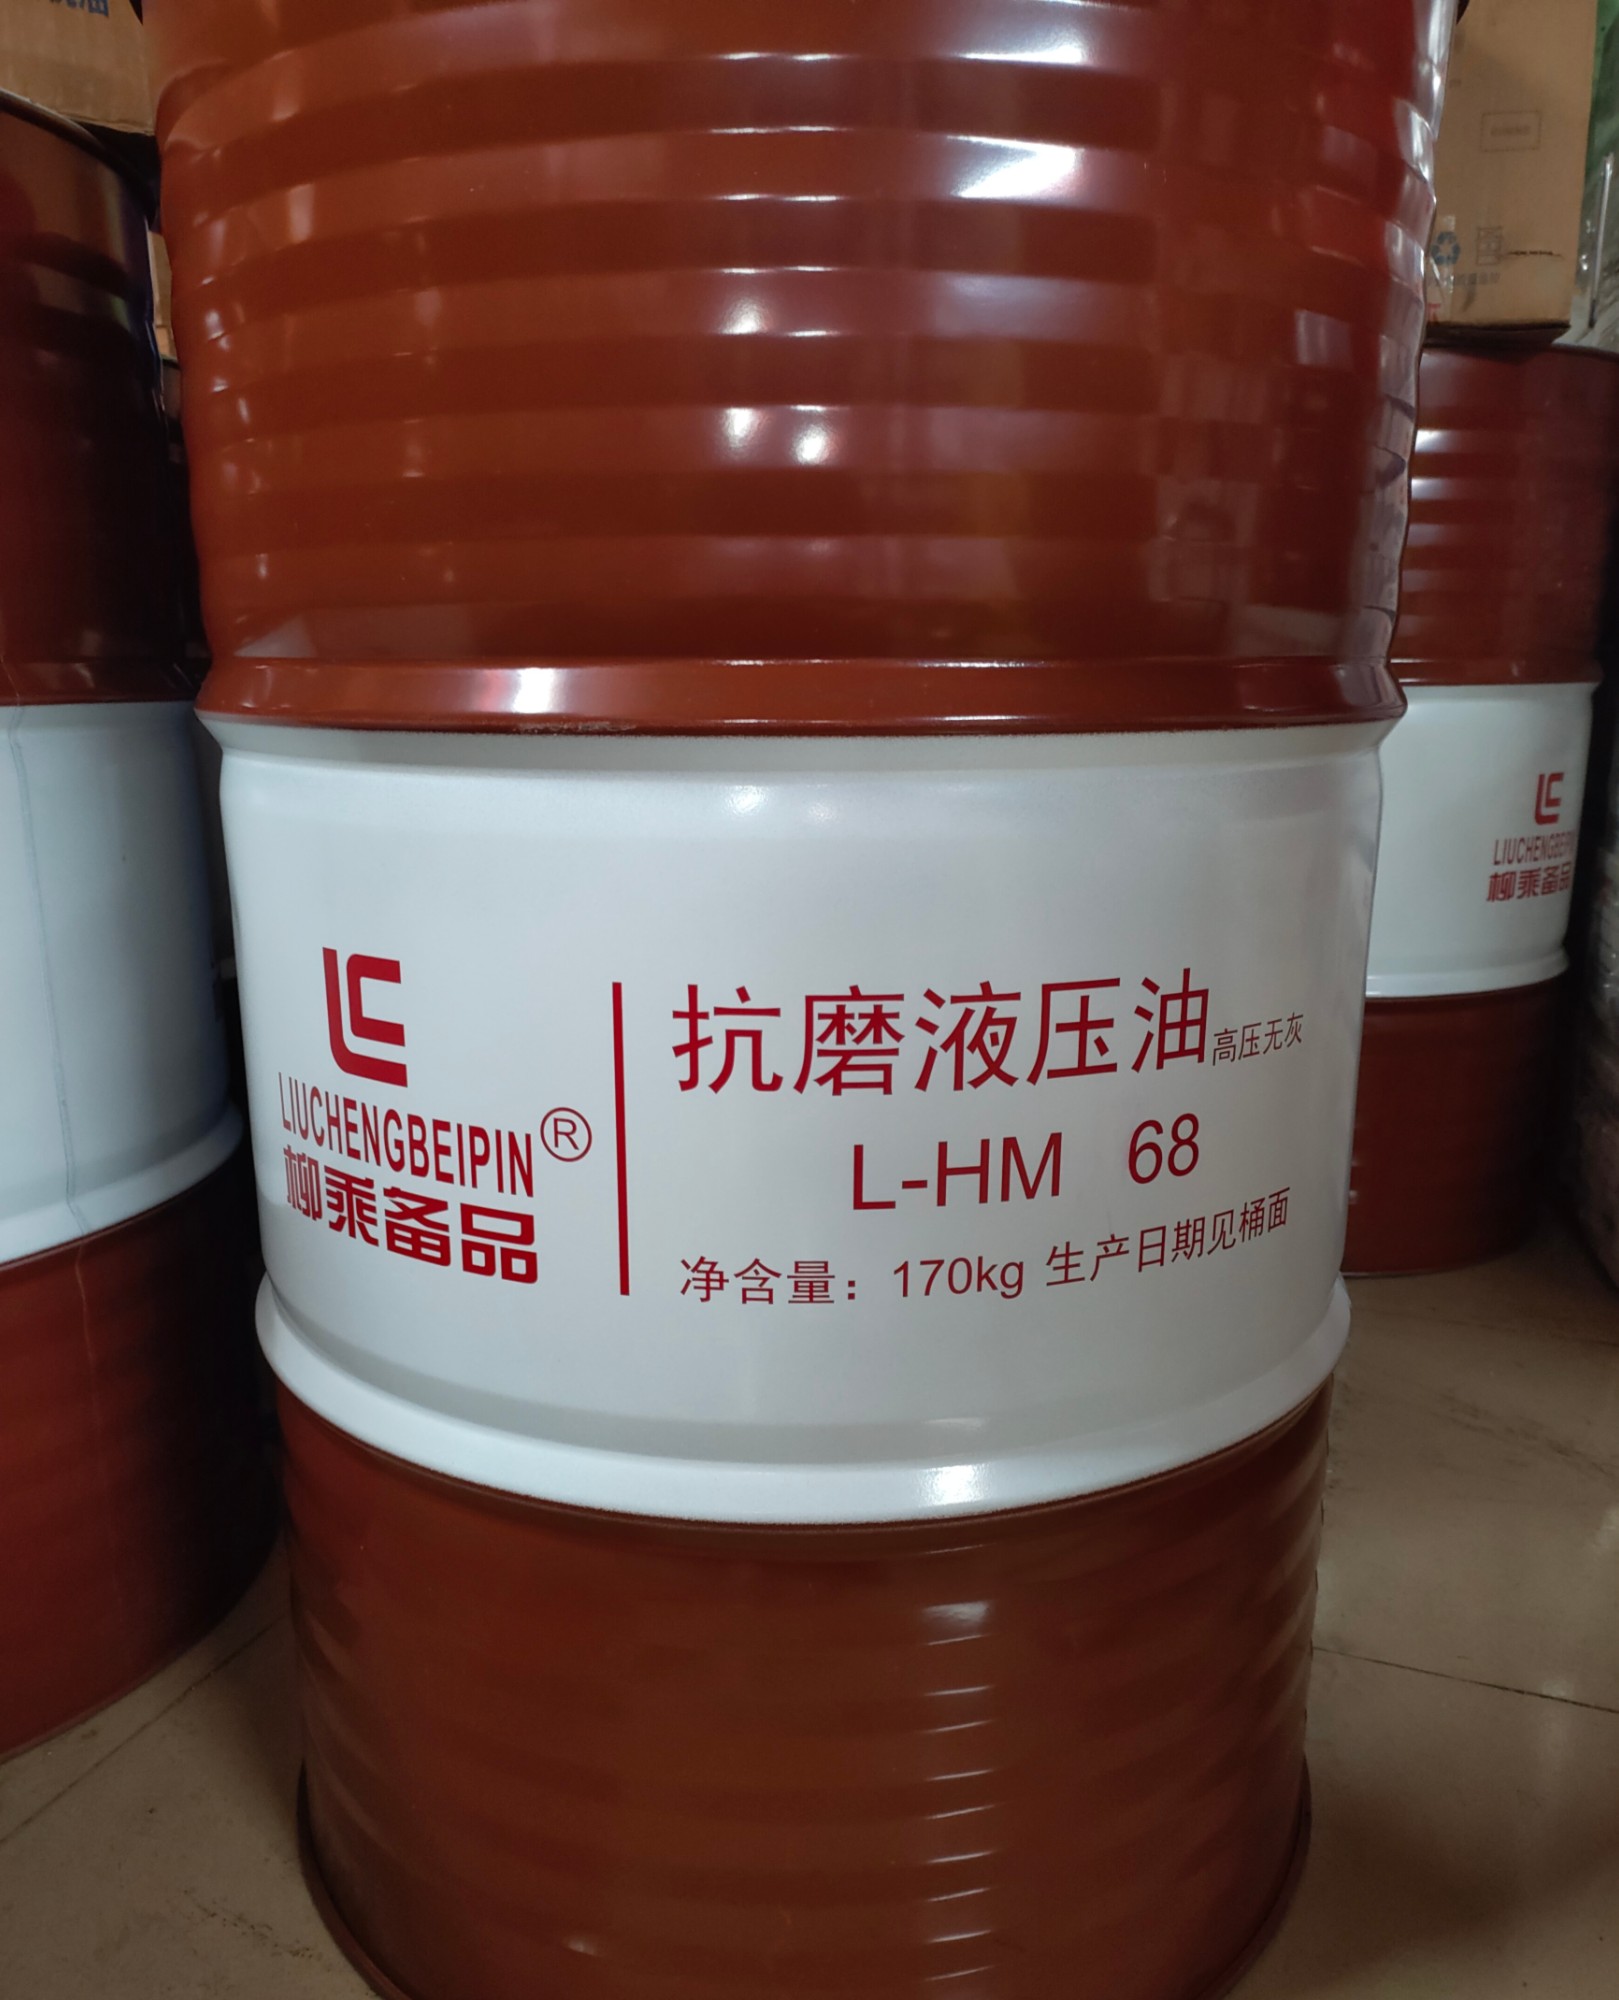 LC
LIUCHENGBEIPIN®
柳乘备品
抗磨液压油高压无灰
L-HM 68
净含量：170kg 生产日期见桶面
LC
LIUCHENGBEIPIN
柳乘备品